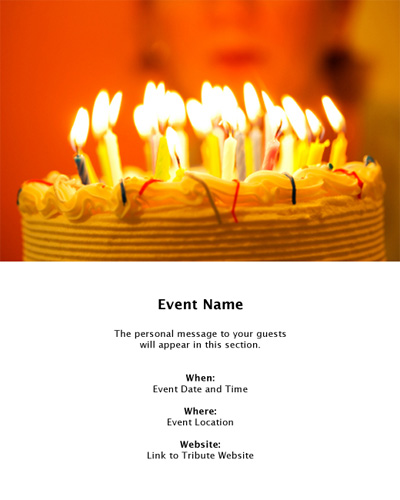 Event Name
The personal message to your guests
will appear in this section.
When:
Event Date and Time
Where:
Event Location
Website:
Link to Tribute Website